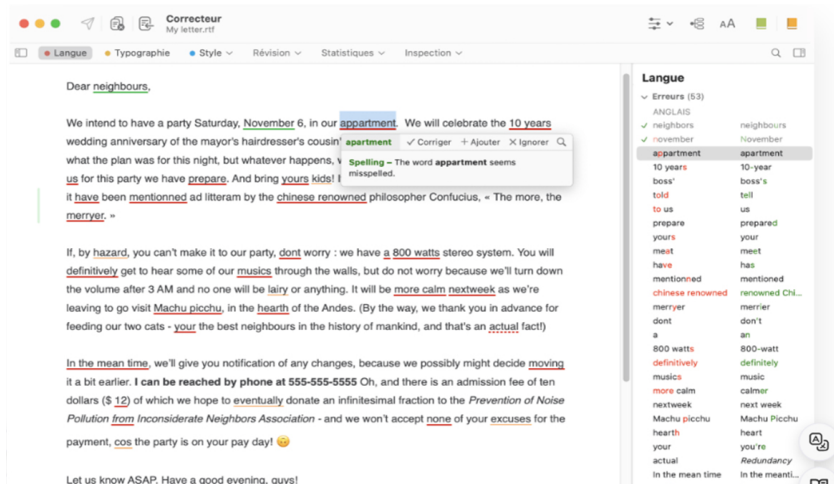 Correcteur
My letter.rtf
AA
Langue
Typographie
Style
Révision
Statistiques
Inspection
Dear neighbours,
We intend to have a party Saturday, November 6, in our appartment. We will celebrate the 10 years
wedding anniversary of the mayor's hairdresser's cousin'
what the plan was for this night, but whatever happens,
us for this party we have prepare. And bring yours kids!
it have been mentionned ad litteram by the chinese renowned philosopher Confucius, « The more, the
merryer. »
apartment ✓ Corriger + Ajouter × Ignorer
Spelling – The word appartment seems
misspelled.
If, by hazard, you can't make it to our party, dont worry : we have a 800 watts stereo system. You will
definitively get to hear some of our musics through the walls, but do not worry because we'll turn down
the volume after 3 AM and no one will be lairy or anything. It will be more calm nextweek as we're
leaving to go visit Machu picchu, in the hearth of the Andes. (By the way, we thank you in advance for
feeding our two cats - your the best neighbours in the history of mankind, and that's an actual fact!)
In the mean time, we'll give you notification of any changes, because we possibly might decide moving
it a bit earlier. I can be reached by phone at 555-555-5555 Oh, and there is an admission fee of ten
dollars ($ 12) of which we hope to eventually donate an infinitesimal fraction to the Prevention of Noise
Pollution from Inconsiderate Neighbors Association - and we won't accept none of your excuses for the
payment, cos the party is on your pay day!
Let us know ASAP. Have a good evening, guys!
Langue
Erreurs (53)
ANGLAIS
neighbors neighbours
november November
appartment apartment
10 years 10-year
boss' boss's
told tell
to us us
prepare prepared
yours your
meat meet
have has
mentionned mentioned
chinese renowned renowned Chi...
merryer merrier
dont don't
a an
800 watts 800-watt
definitively definitely
musics music
more calm calmer
nextweek next week
Machu picchu Machu Picchu
hearth heart
your you're
actual Redundancy
In the mean time In the meanti...